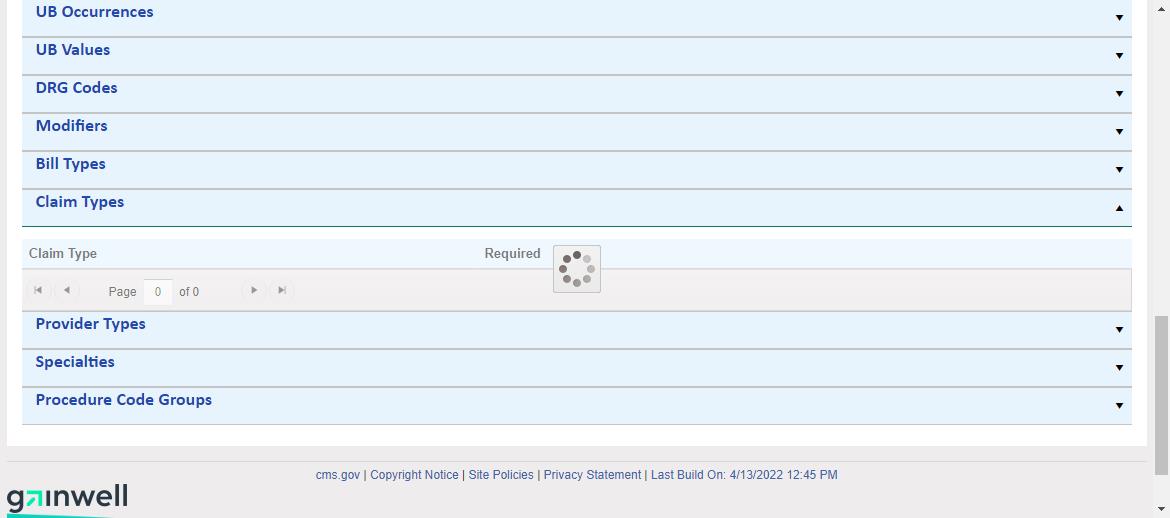 UB Occurrences
UB Values
DRG Codes
Modifiers
Bill Types
Claim Types
Claim Type Required
Page 0 of 0
Provider Types
Specialties
Procedure Code Groups
cms.gov | Copyright Notice | Site Policies | Privacy Statement | Last Build On: 4/13/2022 12:45 PM
gainwell